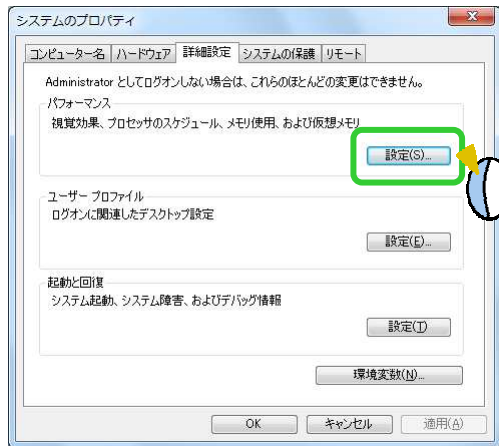 システムのプロパティ
コンピューター名 ハードウェア 詳細設定 システムの保護 リモート
Administrator としてログオンしない場合は、これらのほとんどの変更はできません。
パフォーマンス
視覚効果、プロセッサのスケジュール、メモリ使用、および仮想メモリ
設定(S)...
ユーザー プロファイル
ログオンに関連したデスクトップ設定
設定(E)...
起動と回復
システム起動、システム障害、およびデバッグ情報
設定(T)
環境変数(N)...
OK キャンセル 適用(A)